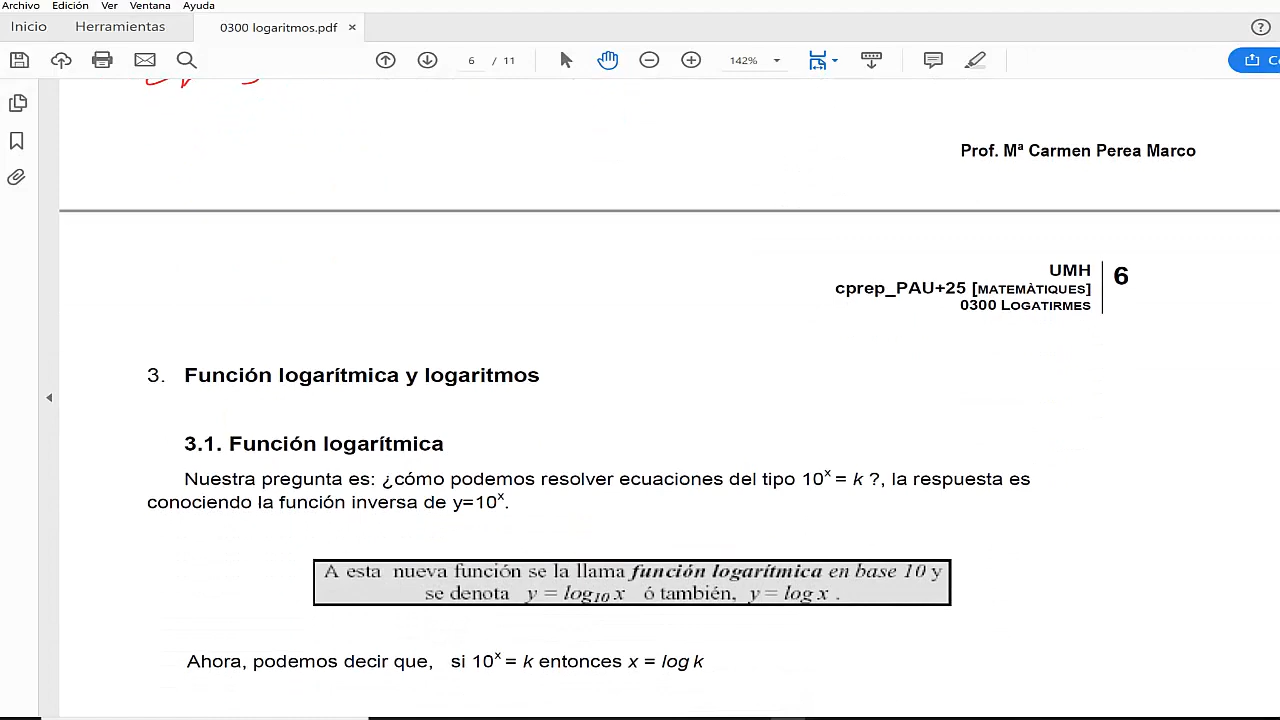 Archivo Edición Ver Ventana Ayuda
Inicio Herramientas 0300 logaritmos.pdf ×
6 / 11 142%
Prof. Mª Carmen Perea Marco
UMH
cprep_PAU+25 [MATEMÀTIQUES]
0300 LOGATIRMES
6
3. Función logarítmica y logaritmos
3.1. Función logarítmica
Nuestra pregunta es: ¿cómo podemos resolver ecuaciones del tipo 10ˣ = k ?, la respuesta es
conociendo la función inversa de y=10ˣ.
A esta nueva función se la llama función logarítmica en base 10 y
se denota y = log₁₀ x ó también, y = log x .
Ahora, podemos decir que, si 10ˣ = k entonces x = log k